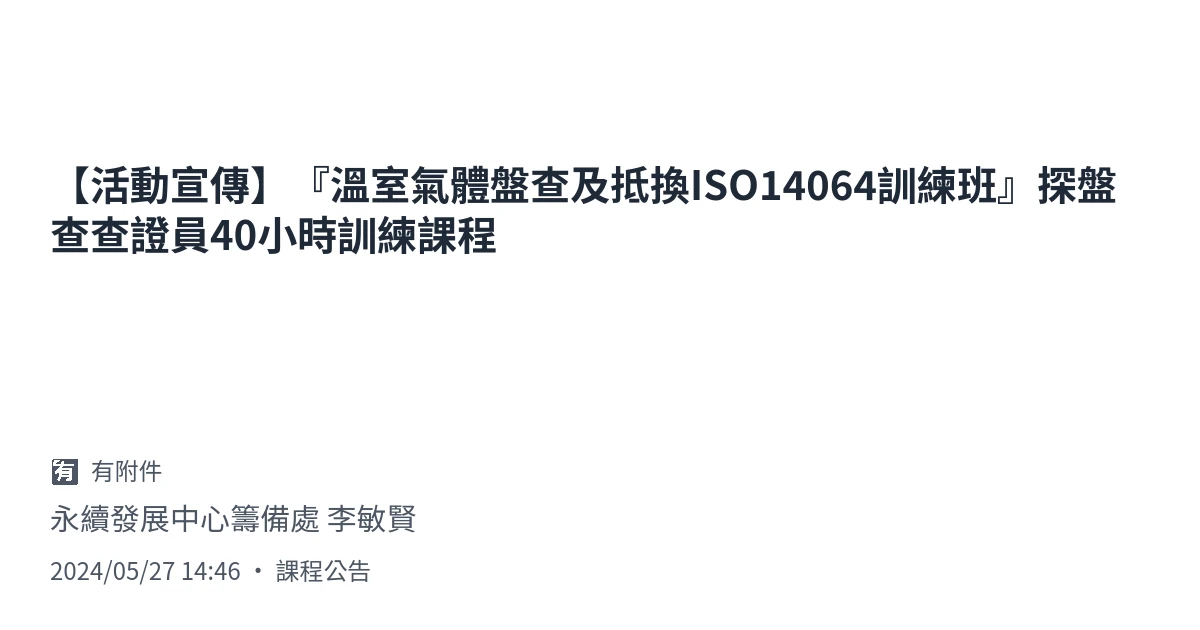 【活動宣傳】『溫室氣體盤查及抵換ISO14064訓練班』探盤
查查證員40小時訓練課程
有 有附件
永續發展中心籌備處 李敏賢
2024/05/27 14:46 • 課程公告